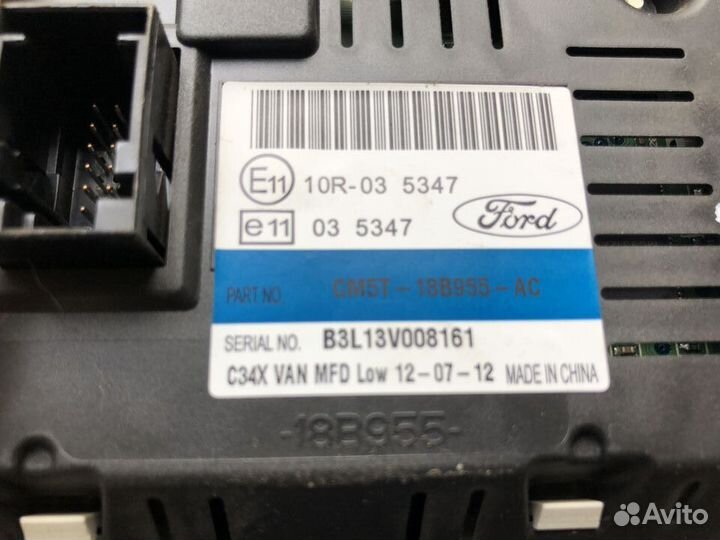 E11 10R-03 5347
e11 03 5347
Ford
PART NO. CM5T-18B955-AC
SERIAL NO. B3L13V008161
C34X VAN MFD Low 12-07-12 MADE IN CHINA
-18B955-
Avito